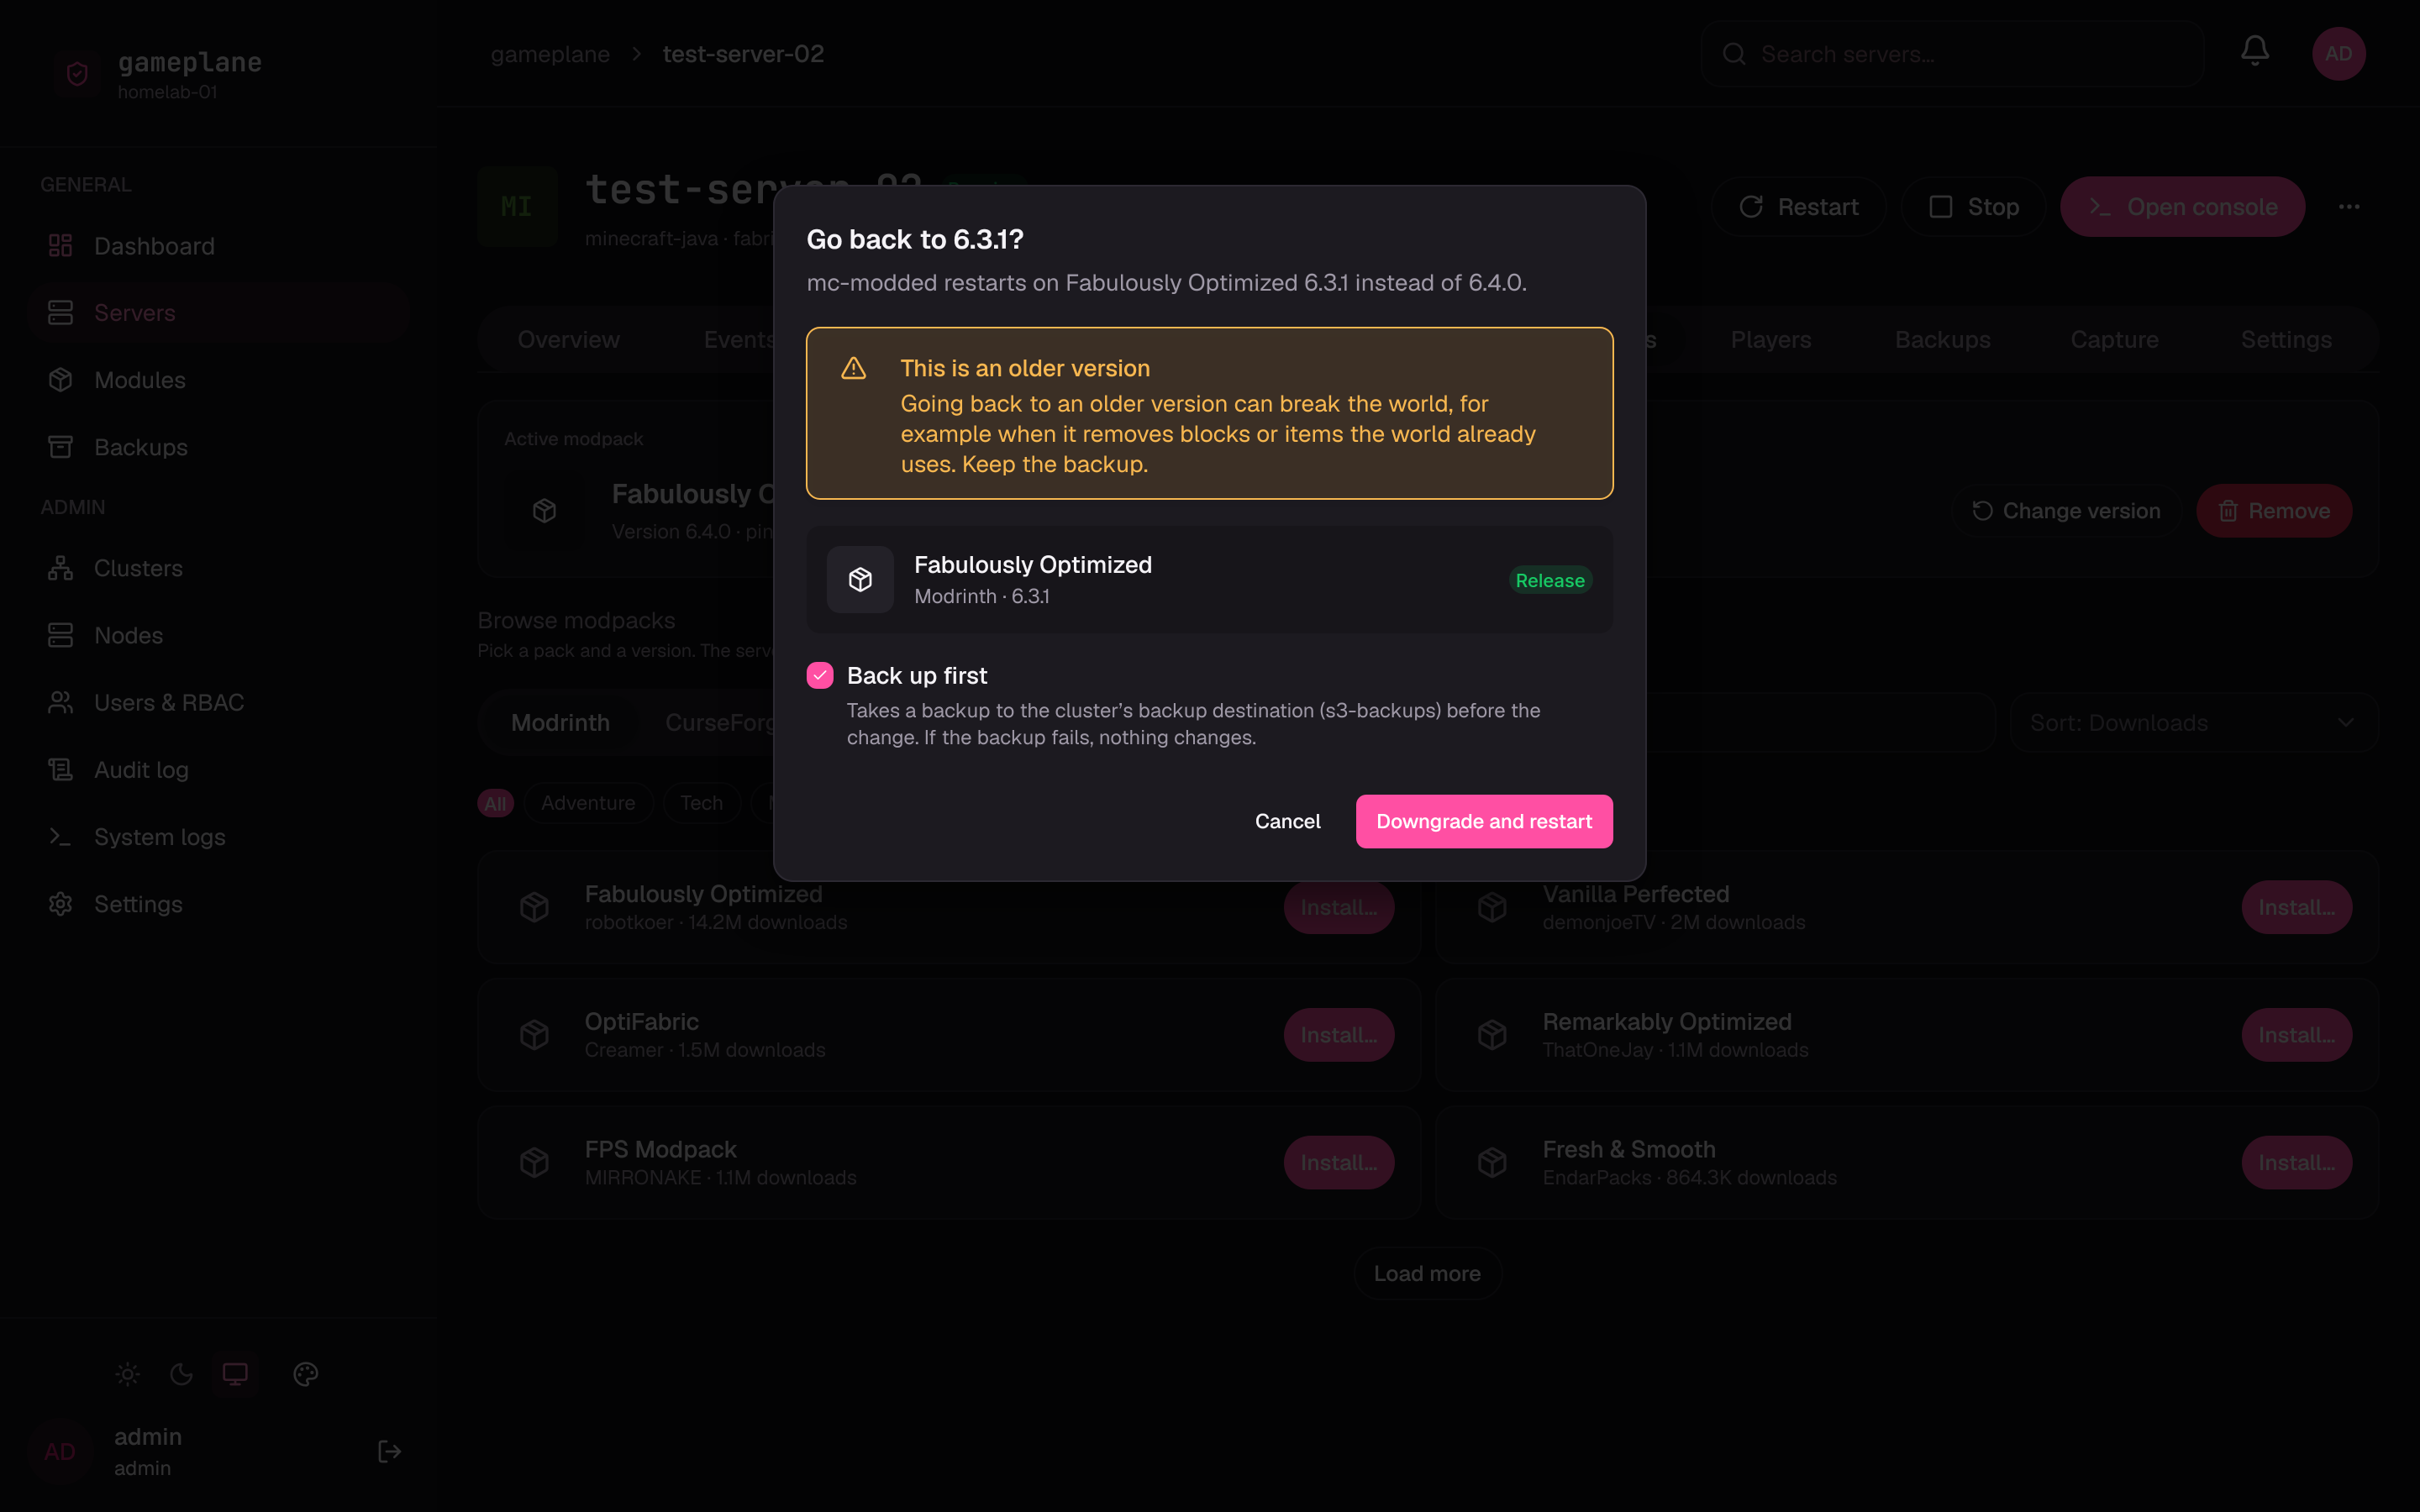 gameplane
homelab-01
gameplane > test-server-02
Search servers...
AD
GENERAL
Dashboard
Servers
Modules
Backups
ADMIN
Clusters
Nodes
Users & RBAC
Audit log
System logs
Settings
admin
admin
AD
MI
test-server-02
minecraft-java ·
Restart
Stop
Open console
Overview
Events
Players
Backups
Capture
Settings
Active modpack
Fabulously
Version 6.4.0 ·
Change version
Remove
Browse modpacks
Pick a pack and a version. The
Modrinth
Sort: Downloads
All
Adventure
Tech
Go back to 6.3.1?
mc-modded restarts on Fabulously Optimized 6.3.1 instead of 6.4.0.
This is an older version
Going back to an older version can break the world, for
example when it removes blocks or items the world already
uses. Keep the backup.
Fabulously Optimized
Modrinth · 6.3.1
Release
Back up first
Takes a backup to the cluster’s backup destination (s3-backups) before the
change. If the backup fails, nothing changes.
Cancel
Downgrade and restart
Fabulously Optimized
robotkoer · 14.2M downloads
Install...
Vanilla Perfected
demonjoeTV · 2M downloads
Install...
OptiFabric
Creamer · 1.5M downloads
Install...
Remarkably Optimized
ThatOneJay · 1.1M downloads
Install...
FPS Modpack
MIRRONAKE · 1.1M downloads
Install...
Fresh & Smooth
EndarPacks · 864.3K downloads
Install...
Load more